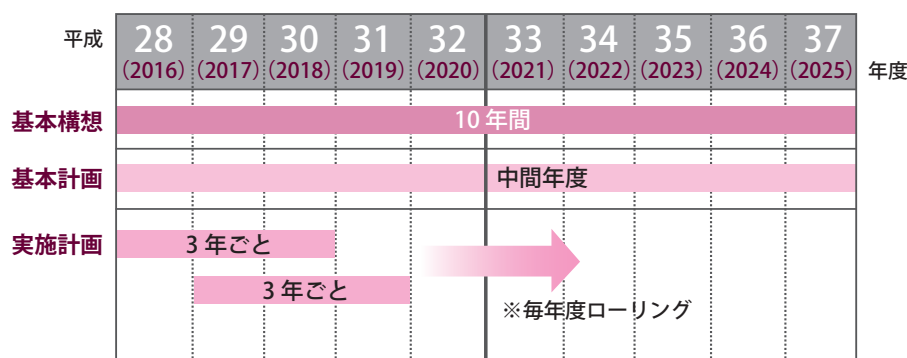 平成 28 29 30 31 32 33 34 35 36 37 年度
(2016) (2017) (2018) (2019) (2020) (2021) (2022) (2023) (2024) (2025)
基本構想 10年間
基本計画 中間年度
実施計画 3年ごと
3年ごと
※毎年度ローリング